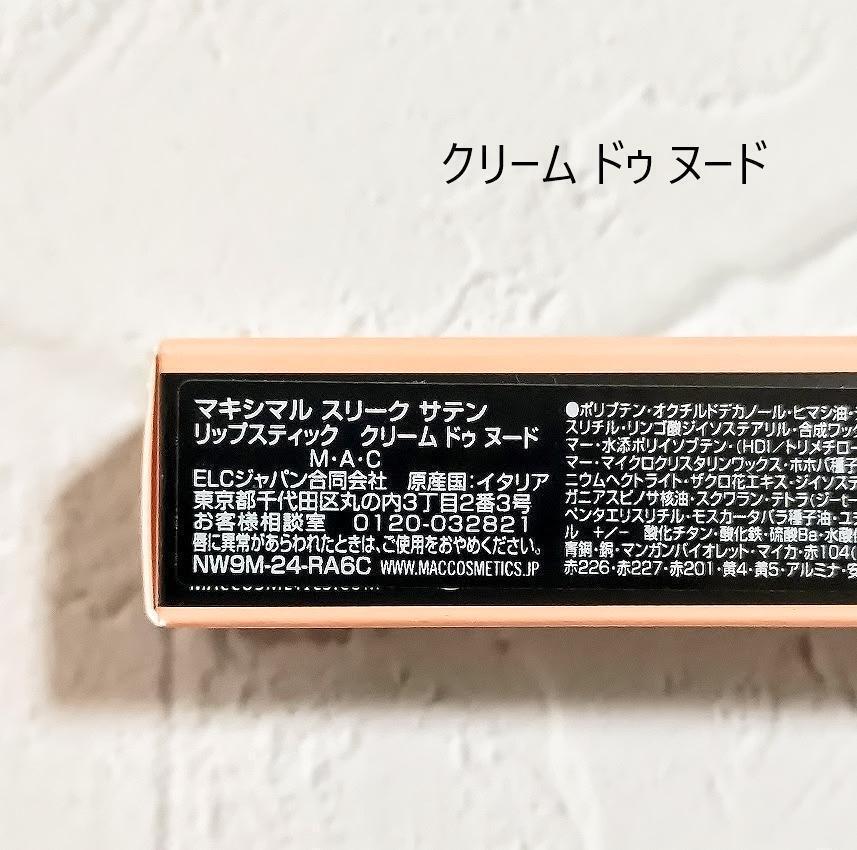 クリーム ドゥ ヌード
マキシマル スリーク サテン
リップスティック クリーム ドゥ ヌード
M・A・C
ELCジャパン合同会社 原産国:イタリア
東京都千代田区丸の内3丁目2番3号
お客様相談室 0120-032821
唇に異常があらわれたときは、ご使用をおやめください。
NW9M-24-RA6C WWW.MACCOSMETICS.JP
●ポリブテン・オクチルドデカノール・ヒマシ油・
スリチル・リンゴ酸ジイソステアリル・合成ワッ
マー・水添ポリイソブテン・(HDI/トリメチロー
マー・マイクロクリスタリンワックス・ホホバ種子
ニウムヘクトライト・ザクロ花エキス・ジイソステ
ガニアスピノサ核油・スクワラン・テトラ(ジーt-
ペンタエリスリチル・モスカータバラ種子油・
ル +/- 酸化チタン・酸化鉄・硫酸Ba・水酸
青銅・銅・マンガンバイオレット・マイカ・赤104(
赤226・赤227・赤201・黄4・黄5・アルミナ・